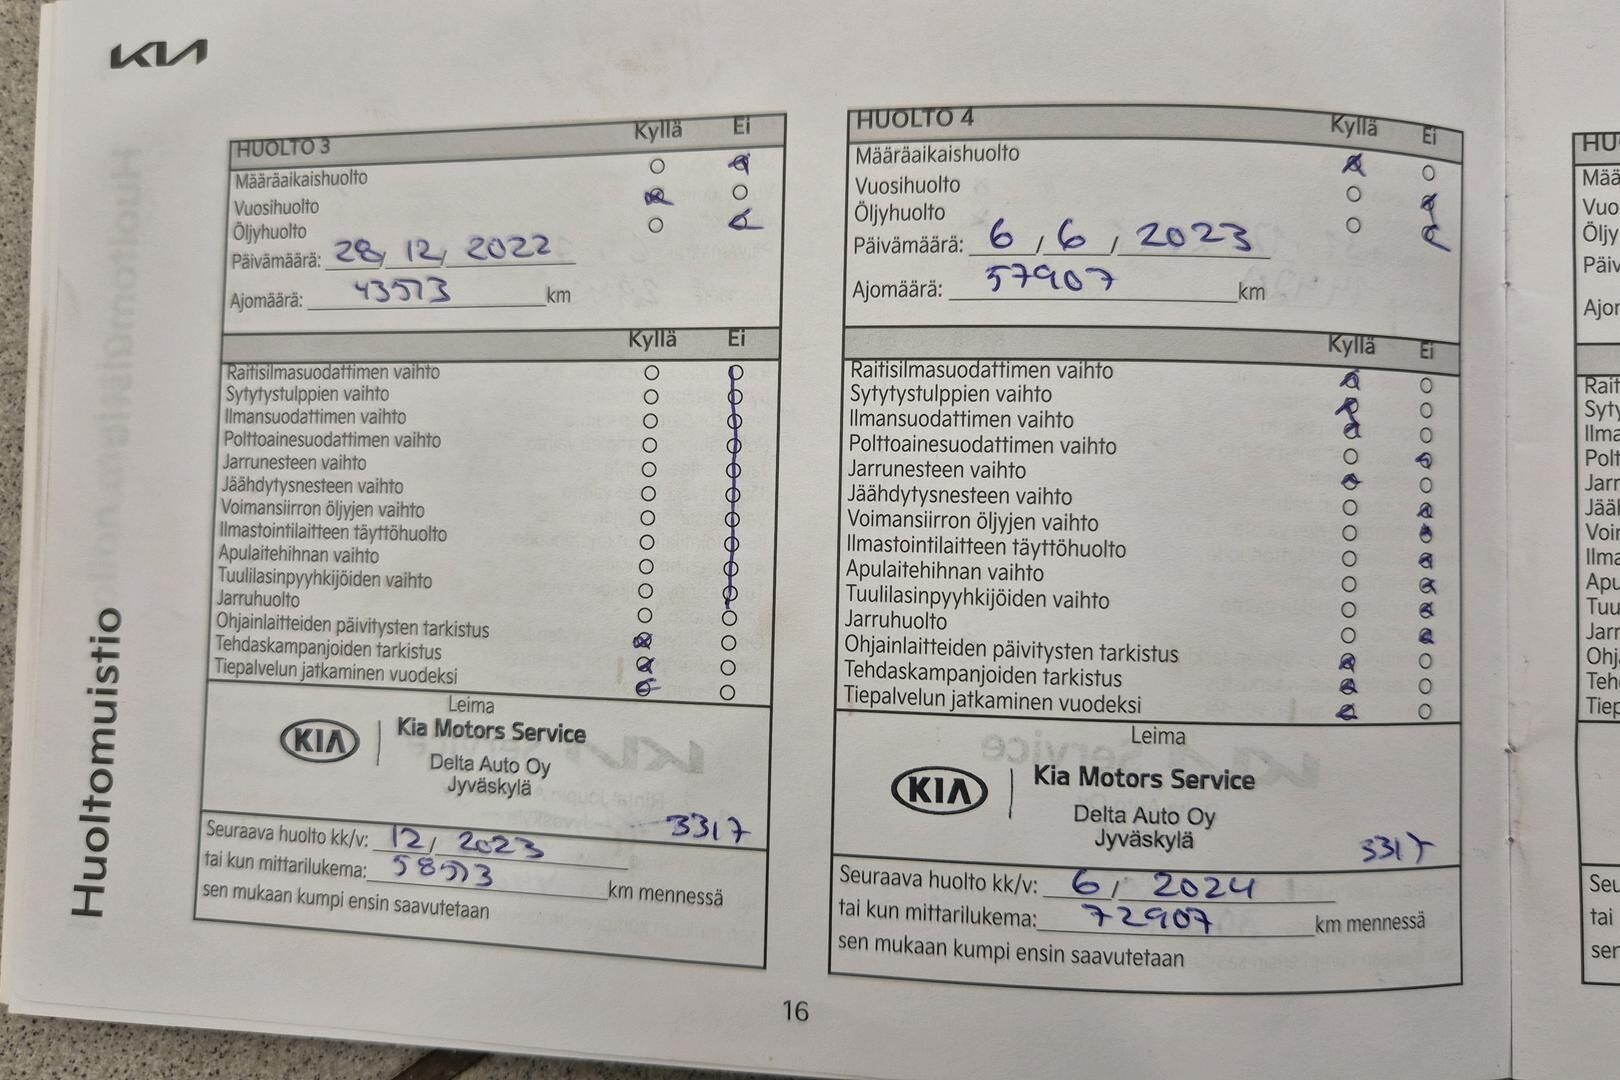 KIA
Huoltomuistio
HUOLTO 3 Kyllä Ei
Määräaikaishuolto
Vuosihuolto
Öljyhuolto
Päivämäärä: 28, 12, 2022
Ajomäärä: 43513 km
Kyllä Ei
Raitisilmasuodattimen vaihto
Sytytystulppien vaihto
Ilmansuodattimen vaihto
Polttoainesuodattimen vaihto
Jarrunesteen vaihto
Jäähdytysnesteen vaihto
Voimansiirron öljyjen vaihto
Ilmastointilaitteen täyttöhuolto
Apulaitehihnan vaihto
Tuulilasinpyyhkijöiden vaihto
Jarruhuolto
Ohjainlaitteiden päivitysten tarkistus
Tehdaskampanjoiden tarkistus
Tiepalvelun jatkaminen vuodeksi
Leima
KIA Kia Motors Service
Delta Auto Oy
Jyväskylä
3317
Seuraava huolto kk/v: 12, 2023
tai kun mittarilukema: 58513 km mennessä
sen mukaan kumpi ensin saavutetaan
HUOLTO 4 Kyllä Ei
Määräaikaishuolto
Vuosihuolto
Öljyhuolto
Päivämäärä: 6, 6, 2023
Ajomäärä: 57907 km
Kyllä Ei
Raitisilmasuodattimen vaihto
Sytytystulppien vaihto
Ilmansuodattimen vaihto
Polttoainesuodattimen vaihto
Jarrunesteen vaihto
Jäähdytysnesteen vaihto
Voimansiirron öljyjen vaihto
Ilmastointilaitteen täyttöhuolto
Apulaitehihnan vaihto
Tuulilasinpyyhkijöiden vaihto
Jarruhuolto
Ohjainlaitteiden päivitysten tarkistus
Tehdaskampanjoiden tarkistus
Tiepalvelun jatkaminen vuodeksi
Leima
KIA Kia Motors Service
Delta Auto Oy
Jyväskylä
3317
Seuraava huolto kk/v: 6, 2024
tai kun mittarilukema: 72907 km mennessä
sen mukaan kumpi ensin saavutetaan
16